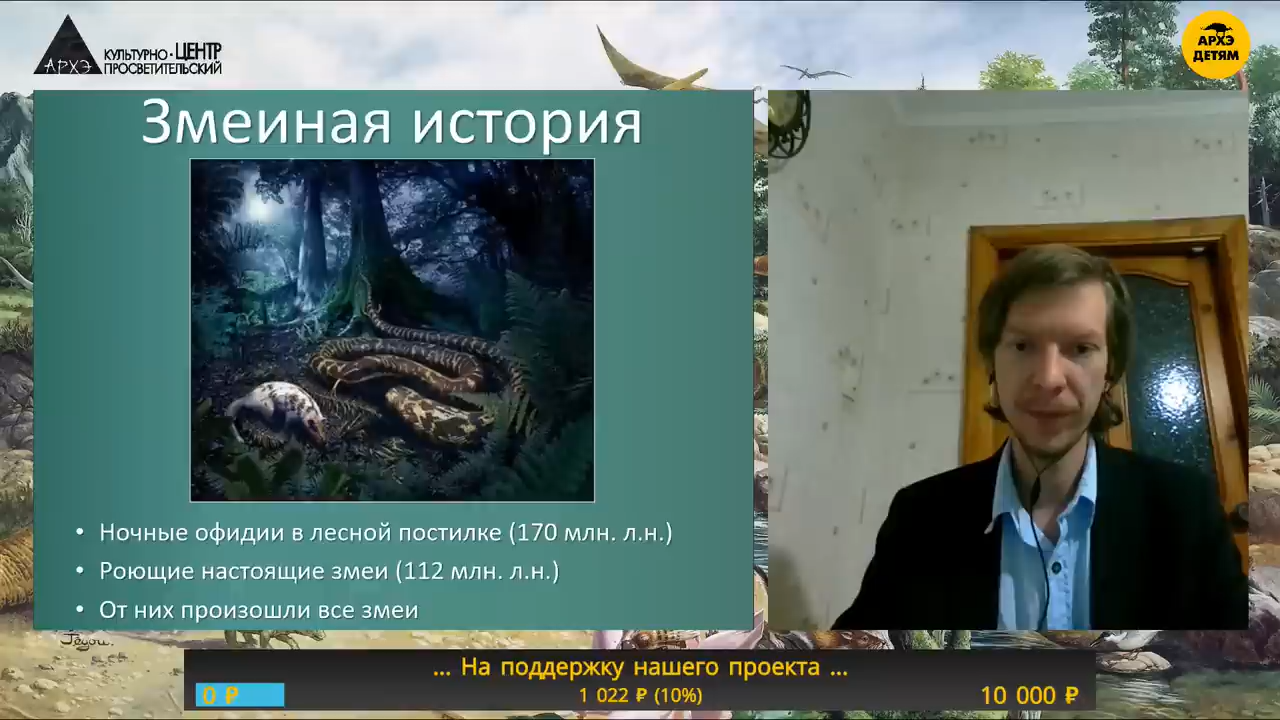 АРХЭ
КУЛЬТУРНО · ЦЕНТР
ПРОСВЕТИТЕЛЬСКИЙ
АРХЭ
ДЕТЯМ
Змеиная история
• Ночные офидии в лесной постилке (170 млн. л.н.)
• Роющие настоящие змеи (112 млн. л.н.)
• От них произошли все змеи
... На поддержку нашего проекта ...
0 ₽
1 022 ₽ (10%)
10 000 ₽